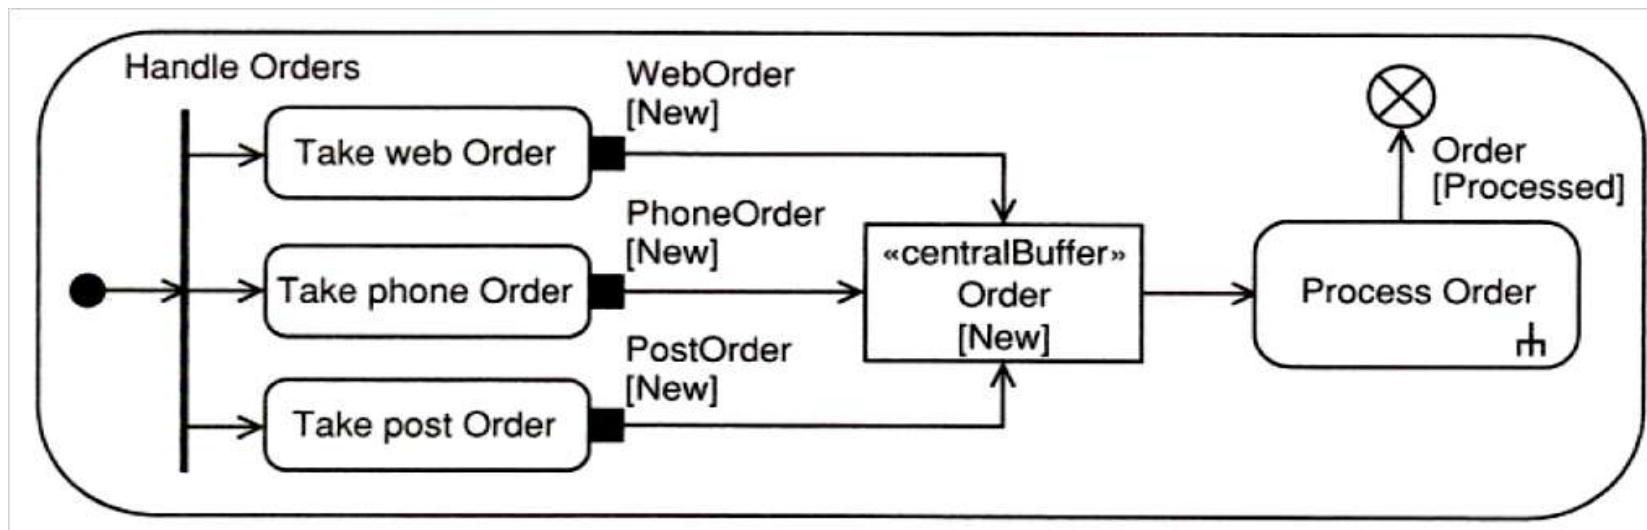 Handle Orders
WebOrder
[New]
Take web Order
Order
[Processed]
PhoneOrder
[New]
Take phone Order
«centralBuffer»
Order
[New]
Process Order
PostOrder
[New]
Take post Order